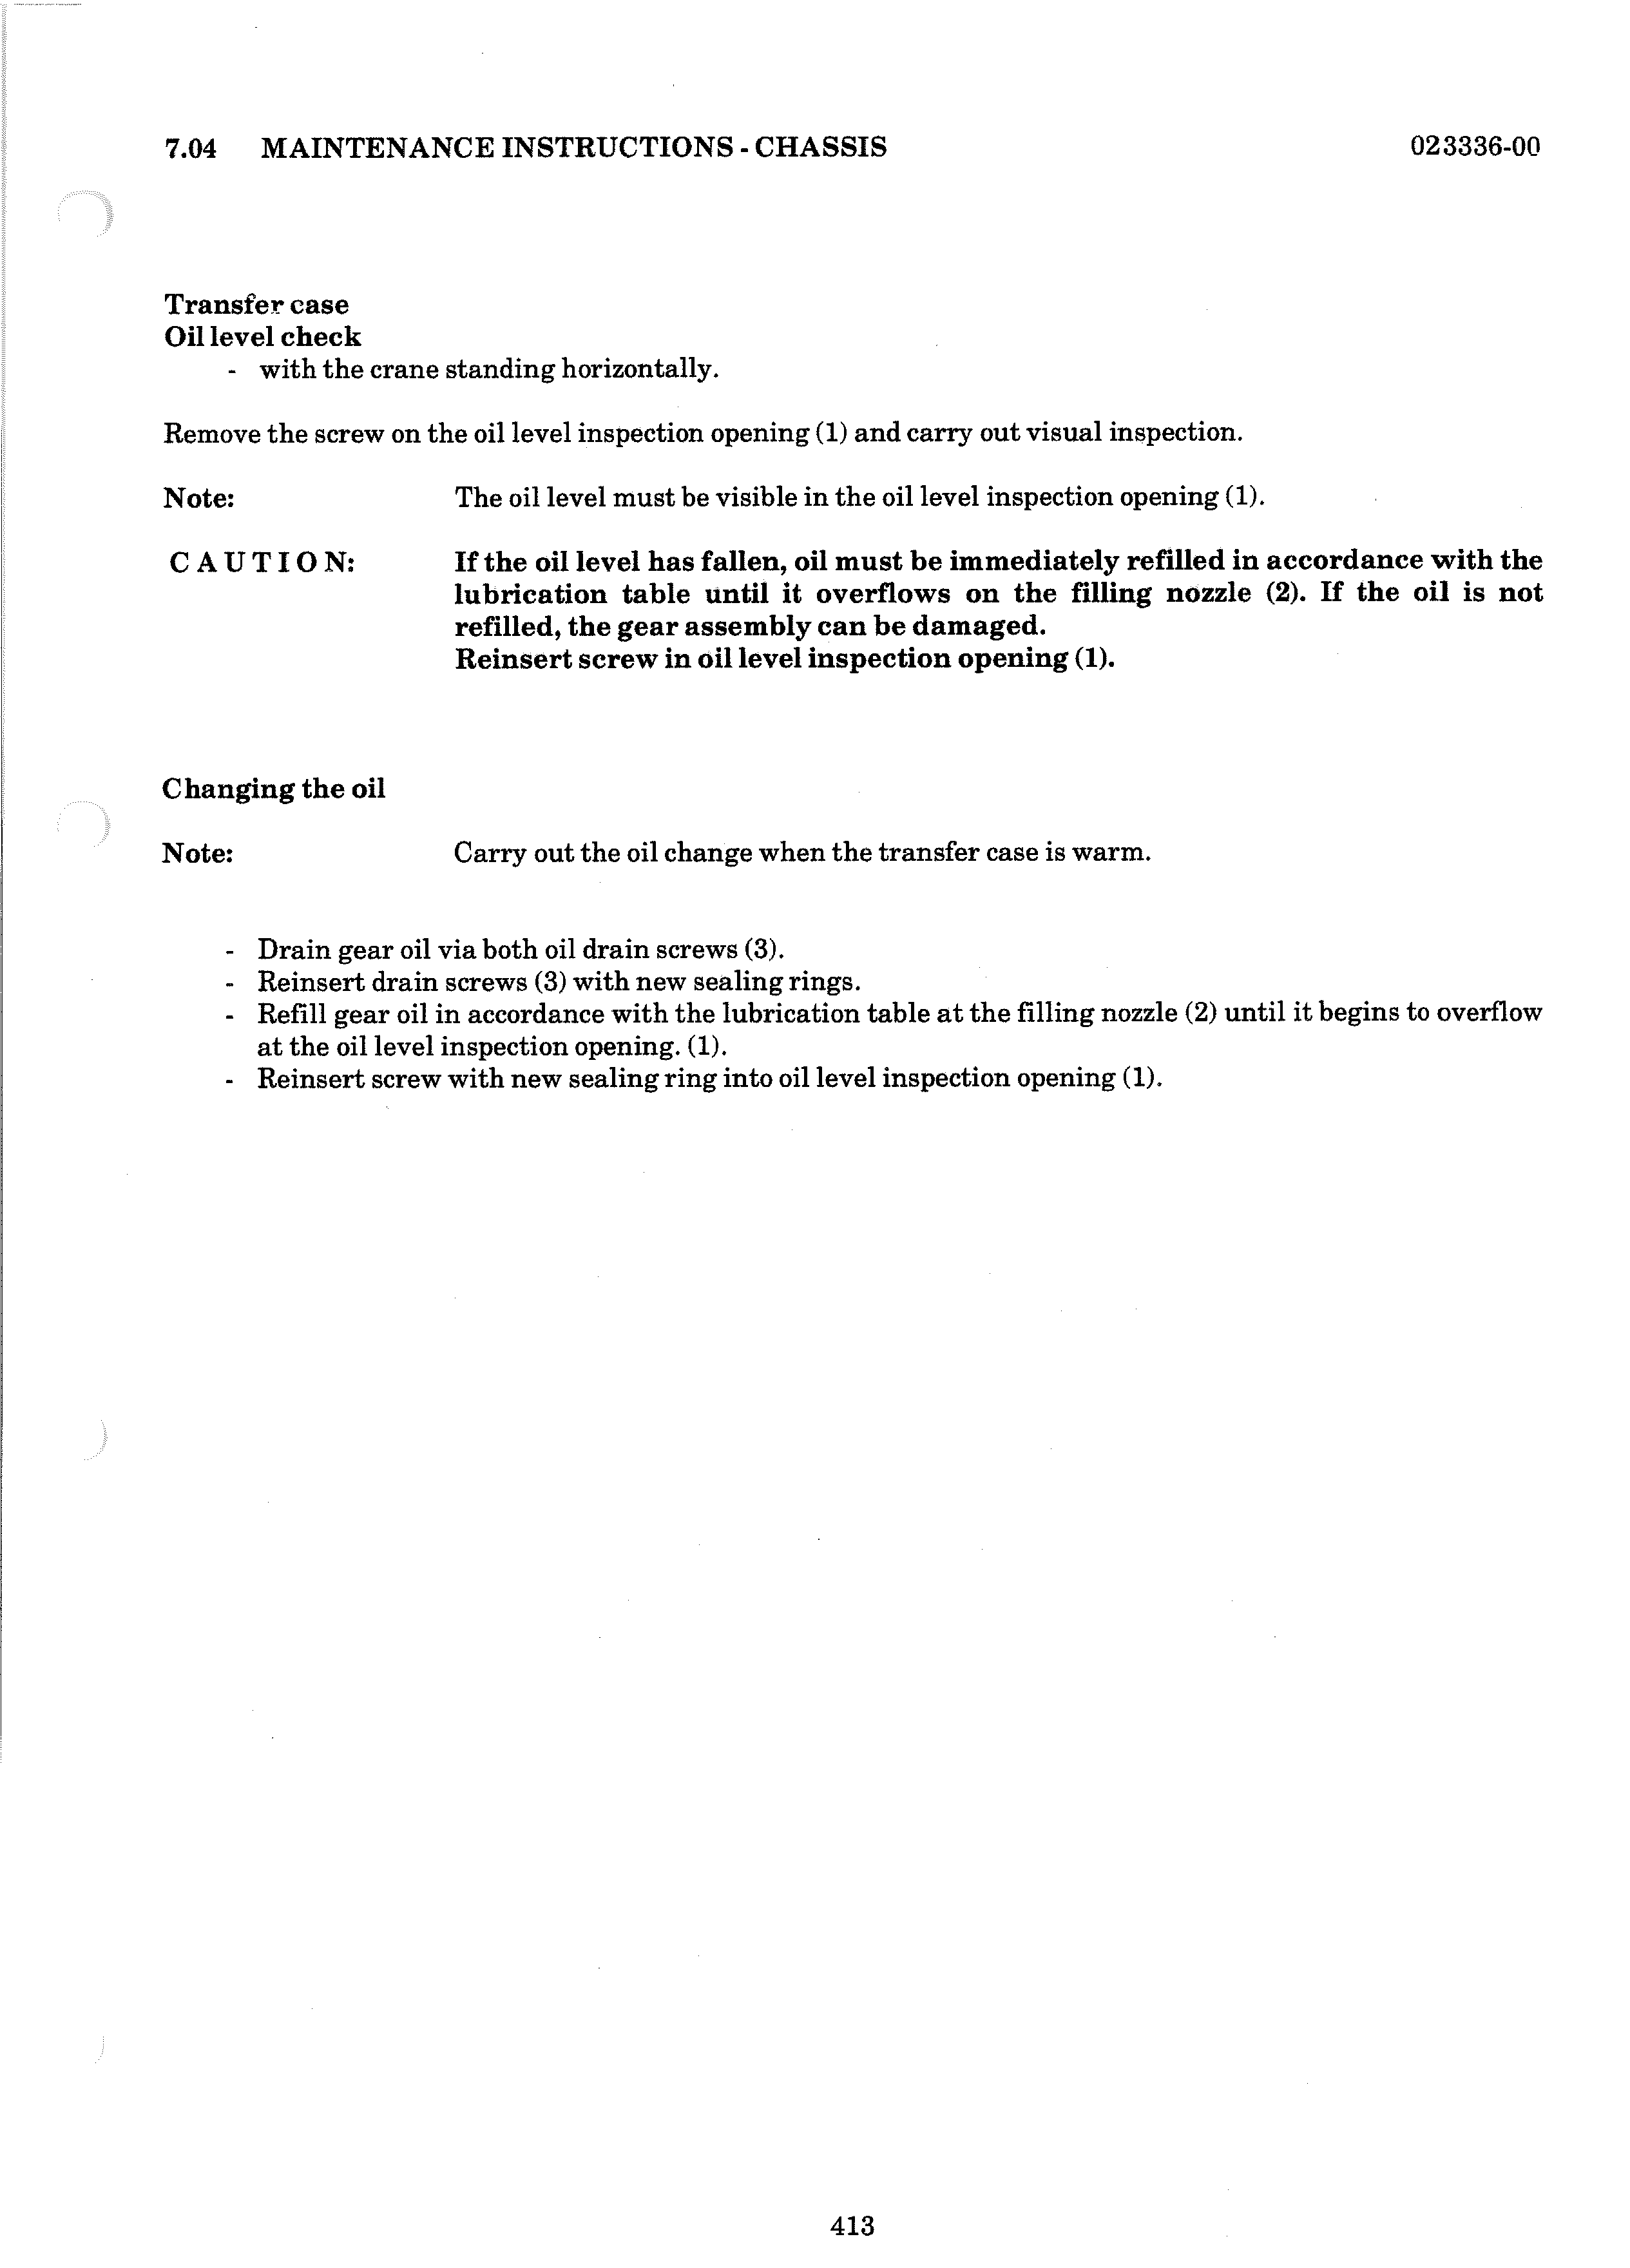 7.04 MAINTENANCE INSTRUCTIONS - CHASSIS 023336-00
Transfer case
Oil level check
- with the crane standing horizontally.
Remove the screw on the oil level inspection opening (1) and carry out visual inspection.
Note: The oil level must be visible in the oil level inspection opening (1).
C A U T I O N: If the oil level has fallen, oil must be immediately refilled in accordance with the
lubrication table until it overflows on the filling nozzle (2). If the oil is not
refilled, the gear assembly can be damaged.
Reinsert screw in oil level inspection opening (1).
Changing the oil
Note: Carry out the oil change when the transfer case is warm.
- Drain gear oil via both oil drain screws (3).
- Reinsert drain screws (3) with new sealing rings.
- Refill gear oil in accordance with the lubrication table at the filling nozzle (2) until it begins to overflow
at the oil level inspection opening. (1).
- Reinsert screw with new sealing ring into oil level inspection opening (1).
413